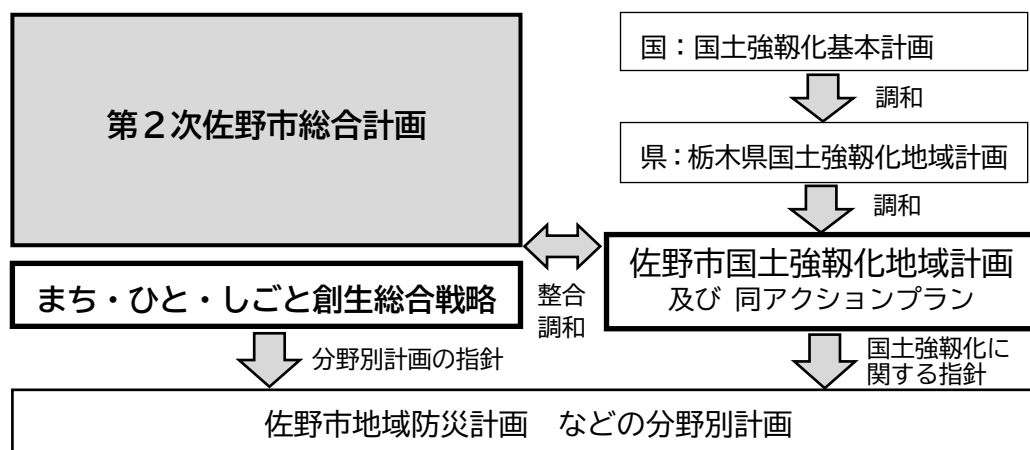 第２次佐野市総合計画
まち・ひと・しごと創生総合戦略
分野別計画の指針
整合
調和
国：国土強靱化基本計画
調和
県：栃木県国土強靱化地域計画
調和
佐野市国土強靱化地域計画
及び 同アクションプラン
国土強靱化に
関する指針
佐野市地域防災計画　などの分野別計画